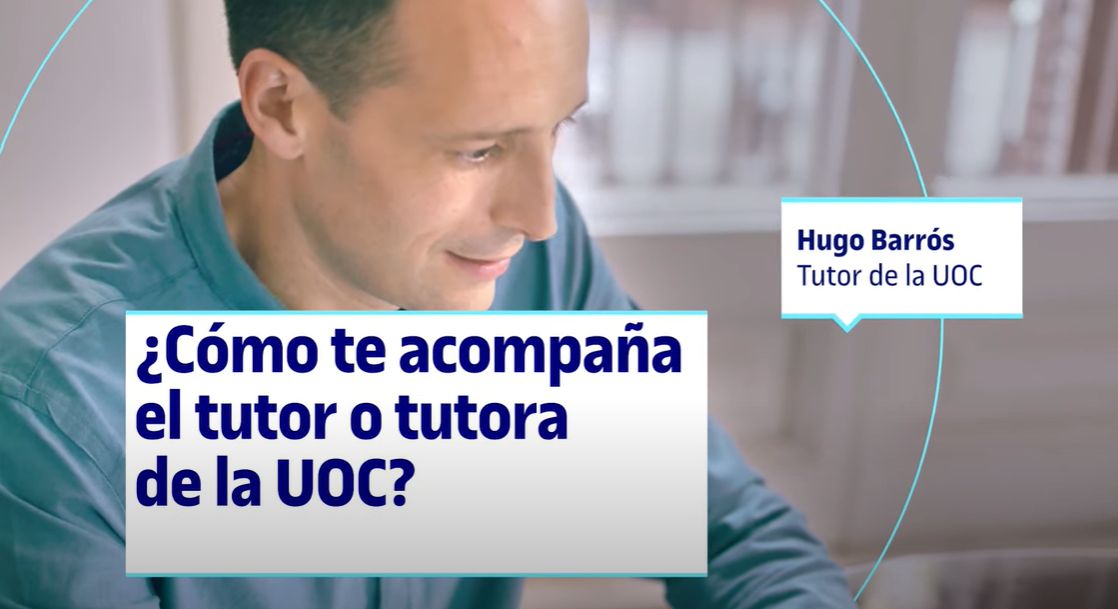 Hugo Barrós
Tutor de la UOC
¿Cómo te acompaña
el tutor o tutora
de la UOC?